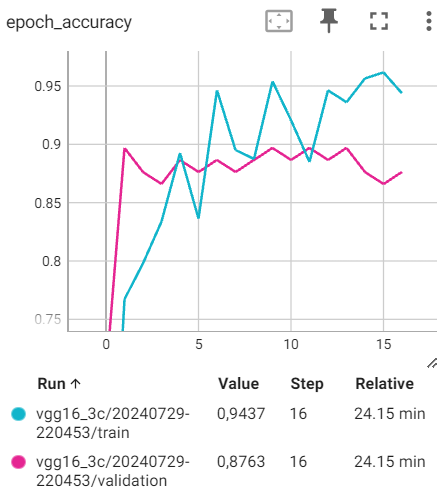 epoch_accuracy
0.95
0.9
0.85
0.8
0.75
0 5 10 15
Run ↑ Value Step Relative
vgg16_3c/20240729- 0,9437 16 24.15 min
220453/train
vgg16_3c/20240729- 0,8763 16 24.15 min
220453/validation